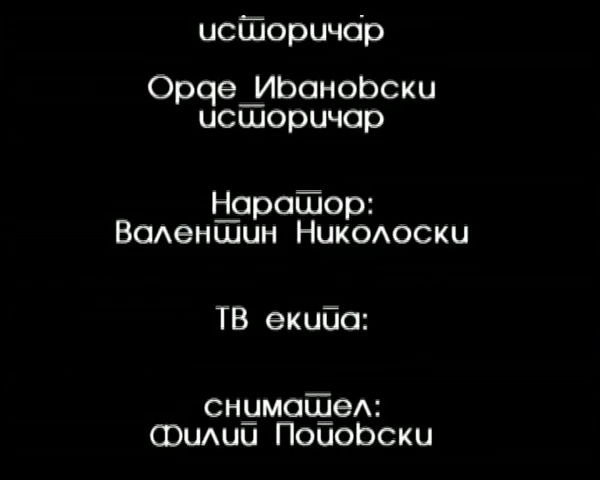 историчар
Орде Ивановски
историчар
Наратор:
Валентин Николоски
ТВ екипа:
снимател:
Филип Поповски